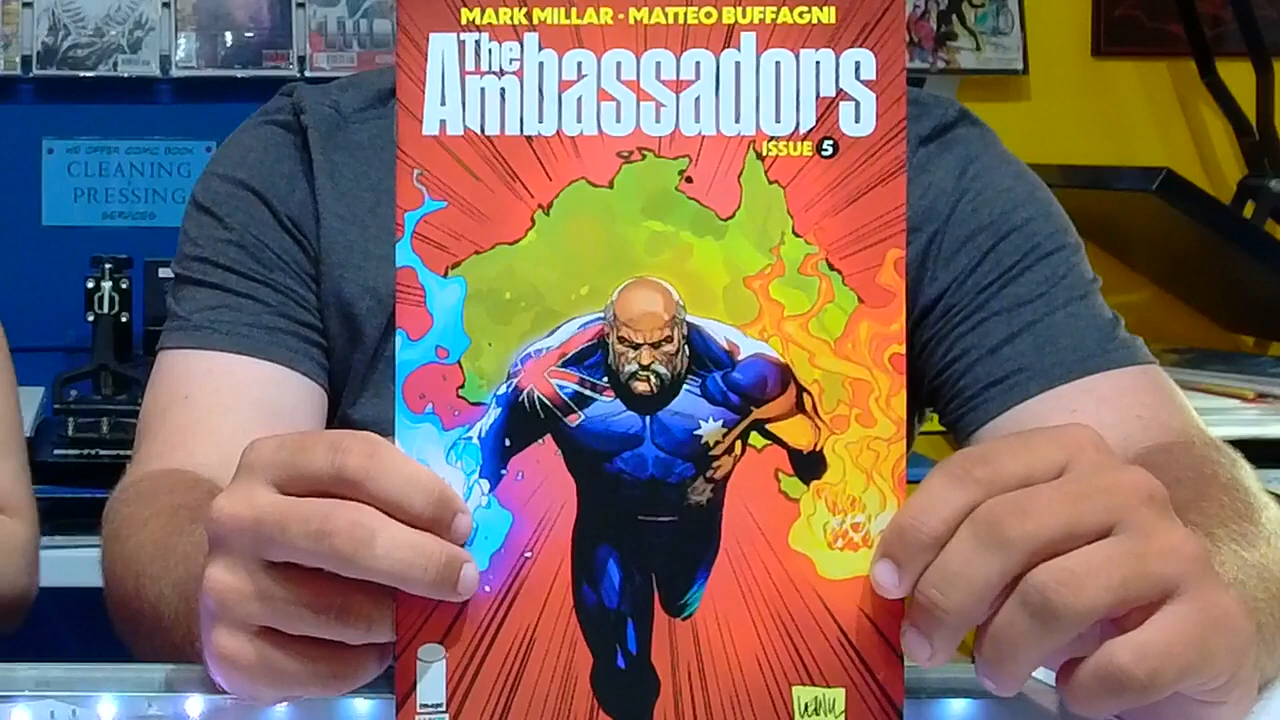 MARK MILLAR - MATTEO BUFFAGNI
The
Ambassadors
ISSUE 5
WE OFFER COMIC BOOK
CLEANING
PRESSING
SERVICES
image